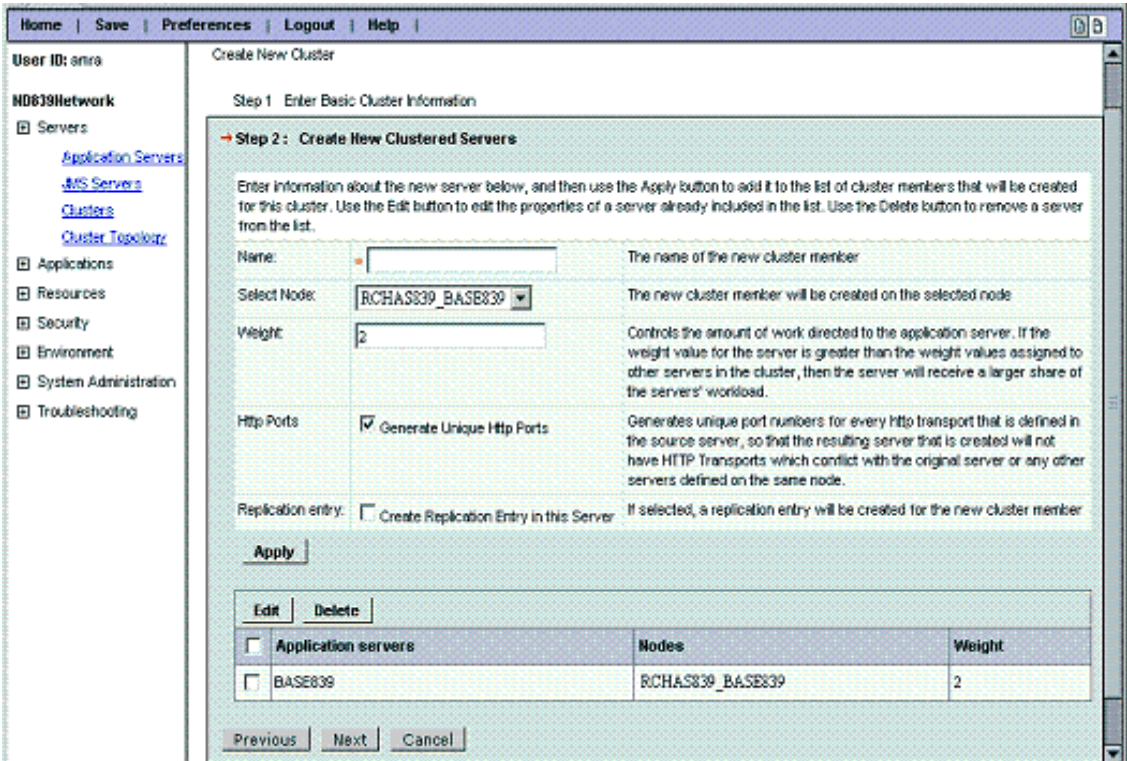 Home | Save | Preferences | Logout | Help |
User ID: amra
ND839Network
Servers
Application Servers
JMS Servers
Clusters
Cluster Topology
Applications
Resources
Security
Environment
System Administration
Troubleshooting
Create New Cluster
Step 1 Enter Basic Cluster Information
Step 2 : Create New Clustered Servers
Enter information about the new server below, and then use the Apply button to add it to the list of cluster members that will be created
for this cluster. Use the Edit button to edit the properties of a server already included in the list. Use the Delete button to remove a server
from the list.
Name:
The name of the new cluster member
Select Node:
RCHAS839_BASE839
The new cluster member will be created on the selected node
Weight:
2
Controls the amount of work directed to the application server. If the
weight value for the server is greater than the weight values assigned to
other servers in the cluster, then the server will receive a larger share of
the servers' workload.
Http Ports
Generate Unique Http Ports
Generates unique port numbers for every http transport that is defined in
the source server, so that the resulting server that is created will not
have HTTP Transports which conflict with the original server or any other
servers defined on the same node.
Replication entry:
Create Replication Entry in this Server
If selected, a replication entry will be created for the new cluster member
Apply
Edit Delete
Application servers Nodes Weight
BASE839 RCHAS839_BASE839 2
Previous Next Cancel